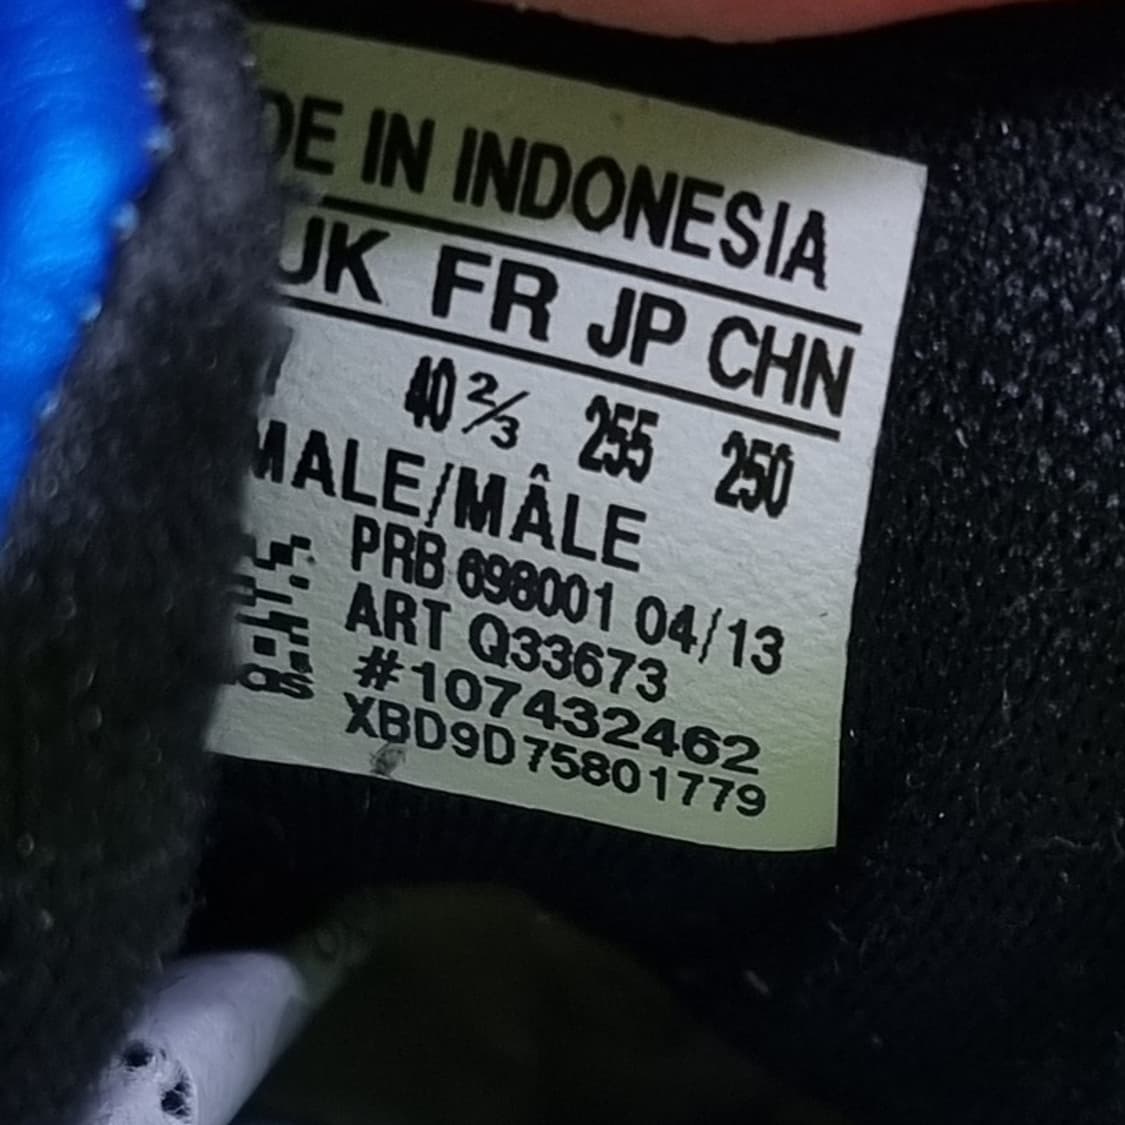 DE IN INDONESIA
UK FR JP CHN
40 2/3 255 250
MALE/MÂLE
PRB 698001 04/13
ART Q33673
#107432462
as XBD9D75801779